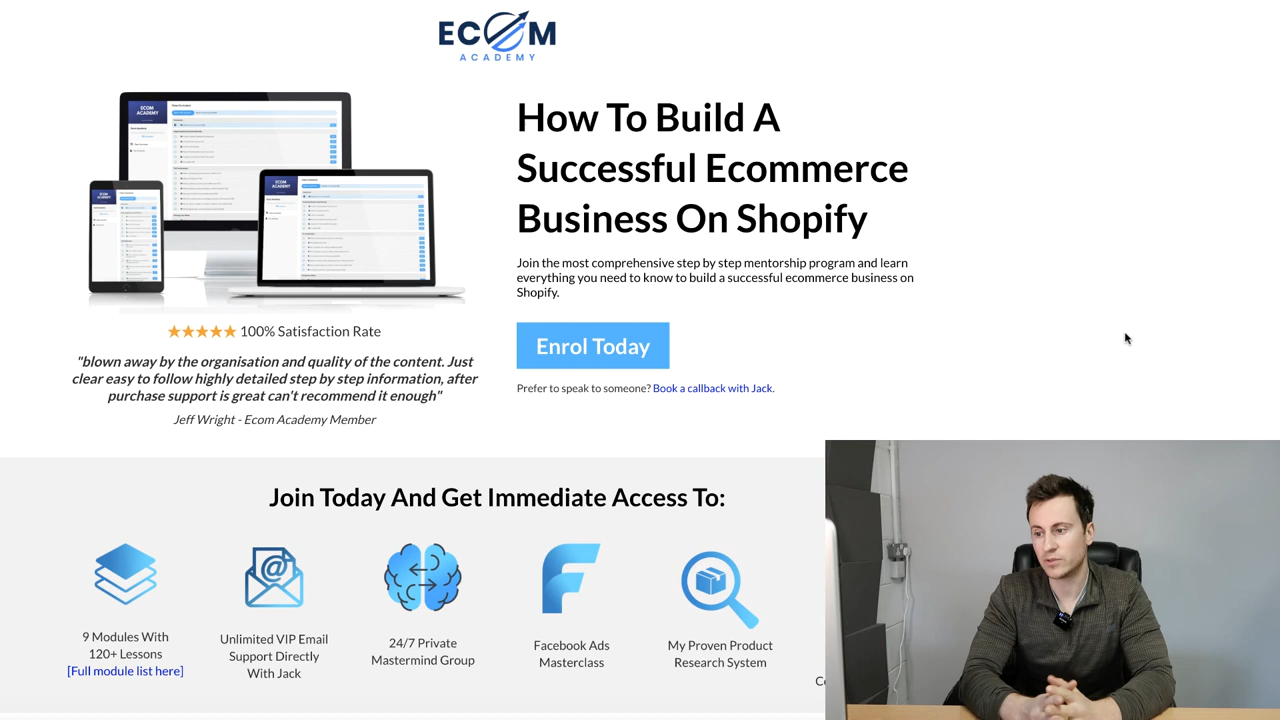 ECOM
ACADEMY
ECOM
ACADEMY
ECOM
ACADEMY
How To Build A
Successful Ecommerce
Business On Shopify
Join the most comprehensive step by step mentorship program and learn
everything you need to know to build a successful ecommerce business on
Shopify.
Enrol Today
Prefer to speak to someone? Book a callback with Jack.
100% Satisfaction Rate
"blown away by the organisation and quality of the content. Just
clear easy to follow highly detailed step by step information, after
purchase support is great can't recommend it enough"
Jeff Wright - Ecom Academy Member
Join Today And Get Immediate Access To:
9 Modules With
120+ Lessons
[Full module list here]
Unlimited VIP Email
Support Directly
With Jack
24/7 Private
Mastermind Group
Facebook Ads
Masterclass
My Proven Product
Research System